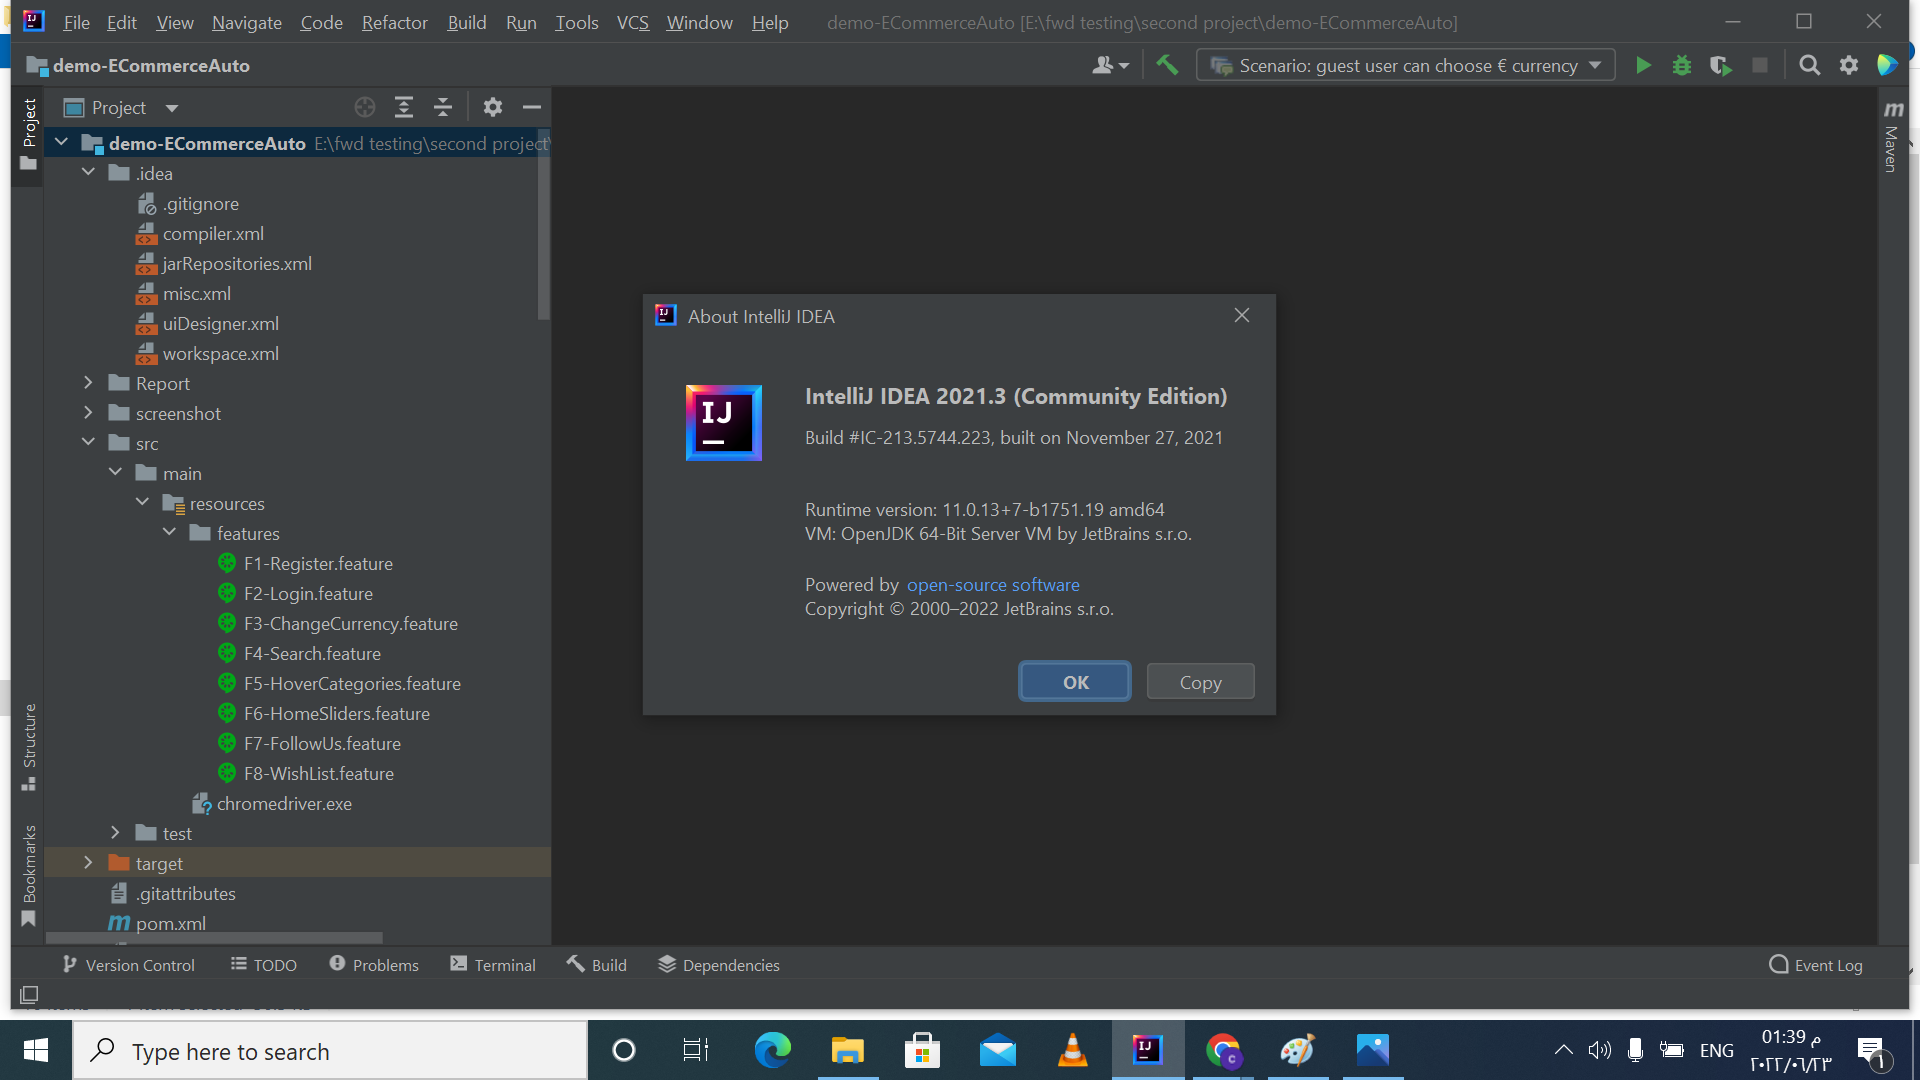 File Edit View Navigate Code Refactor Build Run Tools VCS Window Help demo-ECommerceAuto [E:\fwd testing\second project\demo-ECommerceAuto]
demo-ECommerceAuto
Scenario: guest user can choose € currency
Project
Project
demo-ECommerceAuto E:\fwd testing\second project\
.idea
.gitignore
compiler.xml
jarRepositories.xml
misc.xml
uiDesigner.xml
workspace.xml
Report
screenshot
src
main
resources
features
F1-Register.feature
F2-Login.feature
F3-ChangeCurrency.feature
F4-Search.feature
F5-HoverCategories.feature
F6-HomeSliders.feature
F7-FollowUs.feature
F8-WishList.feature
chromedriver.exe
test
target
.gitattributes
pom.xml
Structure
Bookmarks
Maven
About IntelliJ IDEA
IJ
IntelliJ IDEA 2021.3 (Community Edition)
Build #IC-213.5744.223, built on November 27, 2021
Runtime version: 11.0.13+7-b1751.19 amd64
VM: OpenJDK 64-Bit Server VM by JetBrains s.r.o.
Powered by open-source software
Copyright © 2000–2022 JetBrains s.r.o.
OK Copy
Version Control TODO Problems Terminal Build Dependencies Event Log
Type here to search
ENG
01:39 م
٢٠٢٢/٠٦/٢٣
1